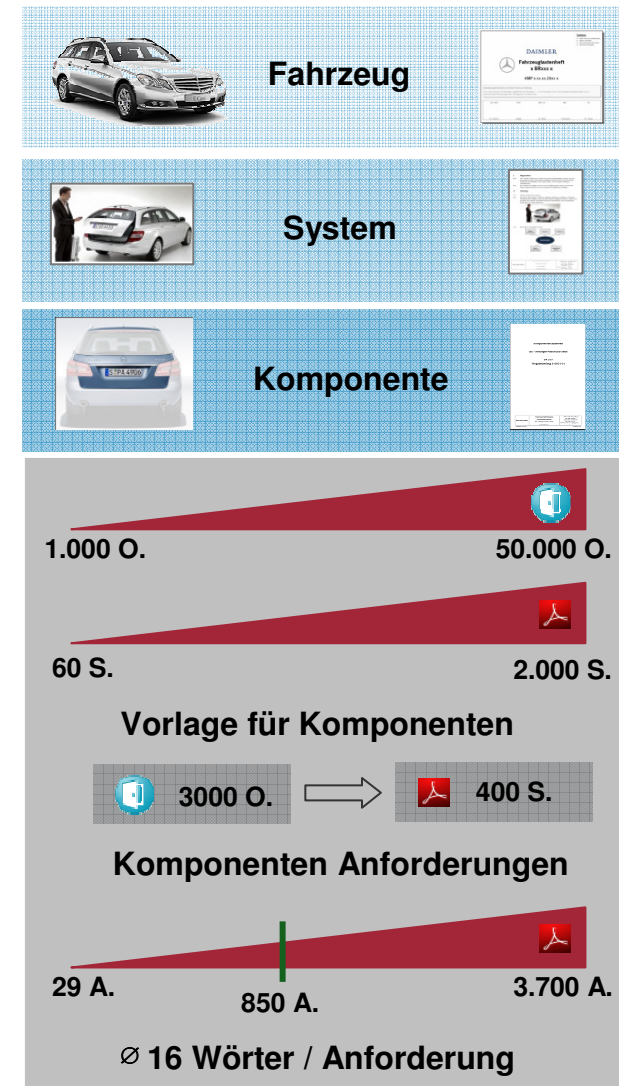 Fahrzeug
DAIMLER
Fahrzeuglastenheft
System
Komponente
1.000 O.
50.000 O.
60 S.
2.000 S.
Vorlage für Komponenten
3000 O.
400 S.
Komponenten Anforderungen
29 A.
850 A.
3.700 A.
∅ 16 Wörter / Anforderung